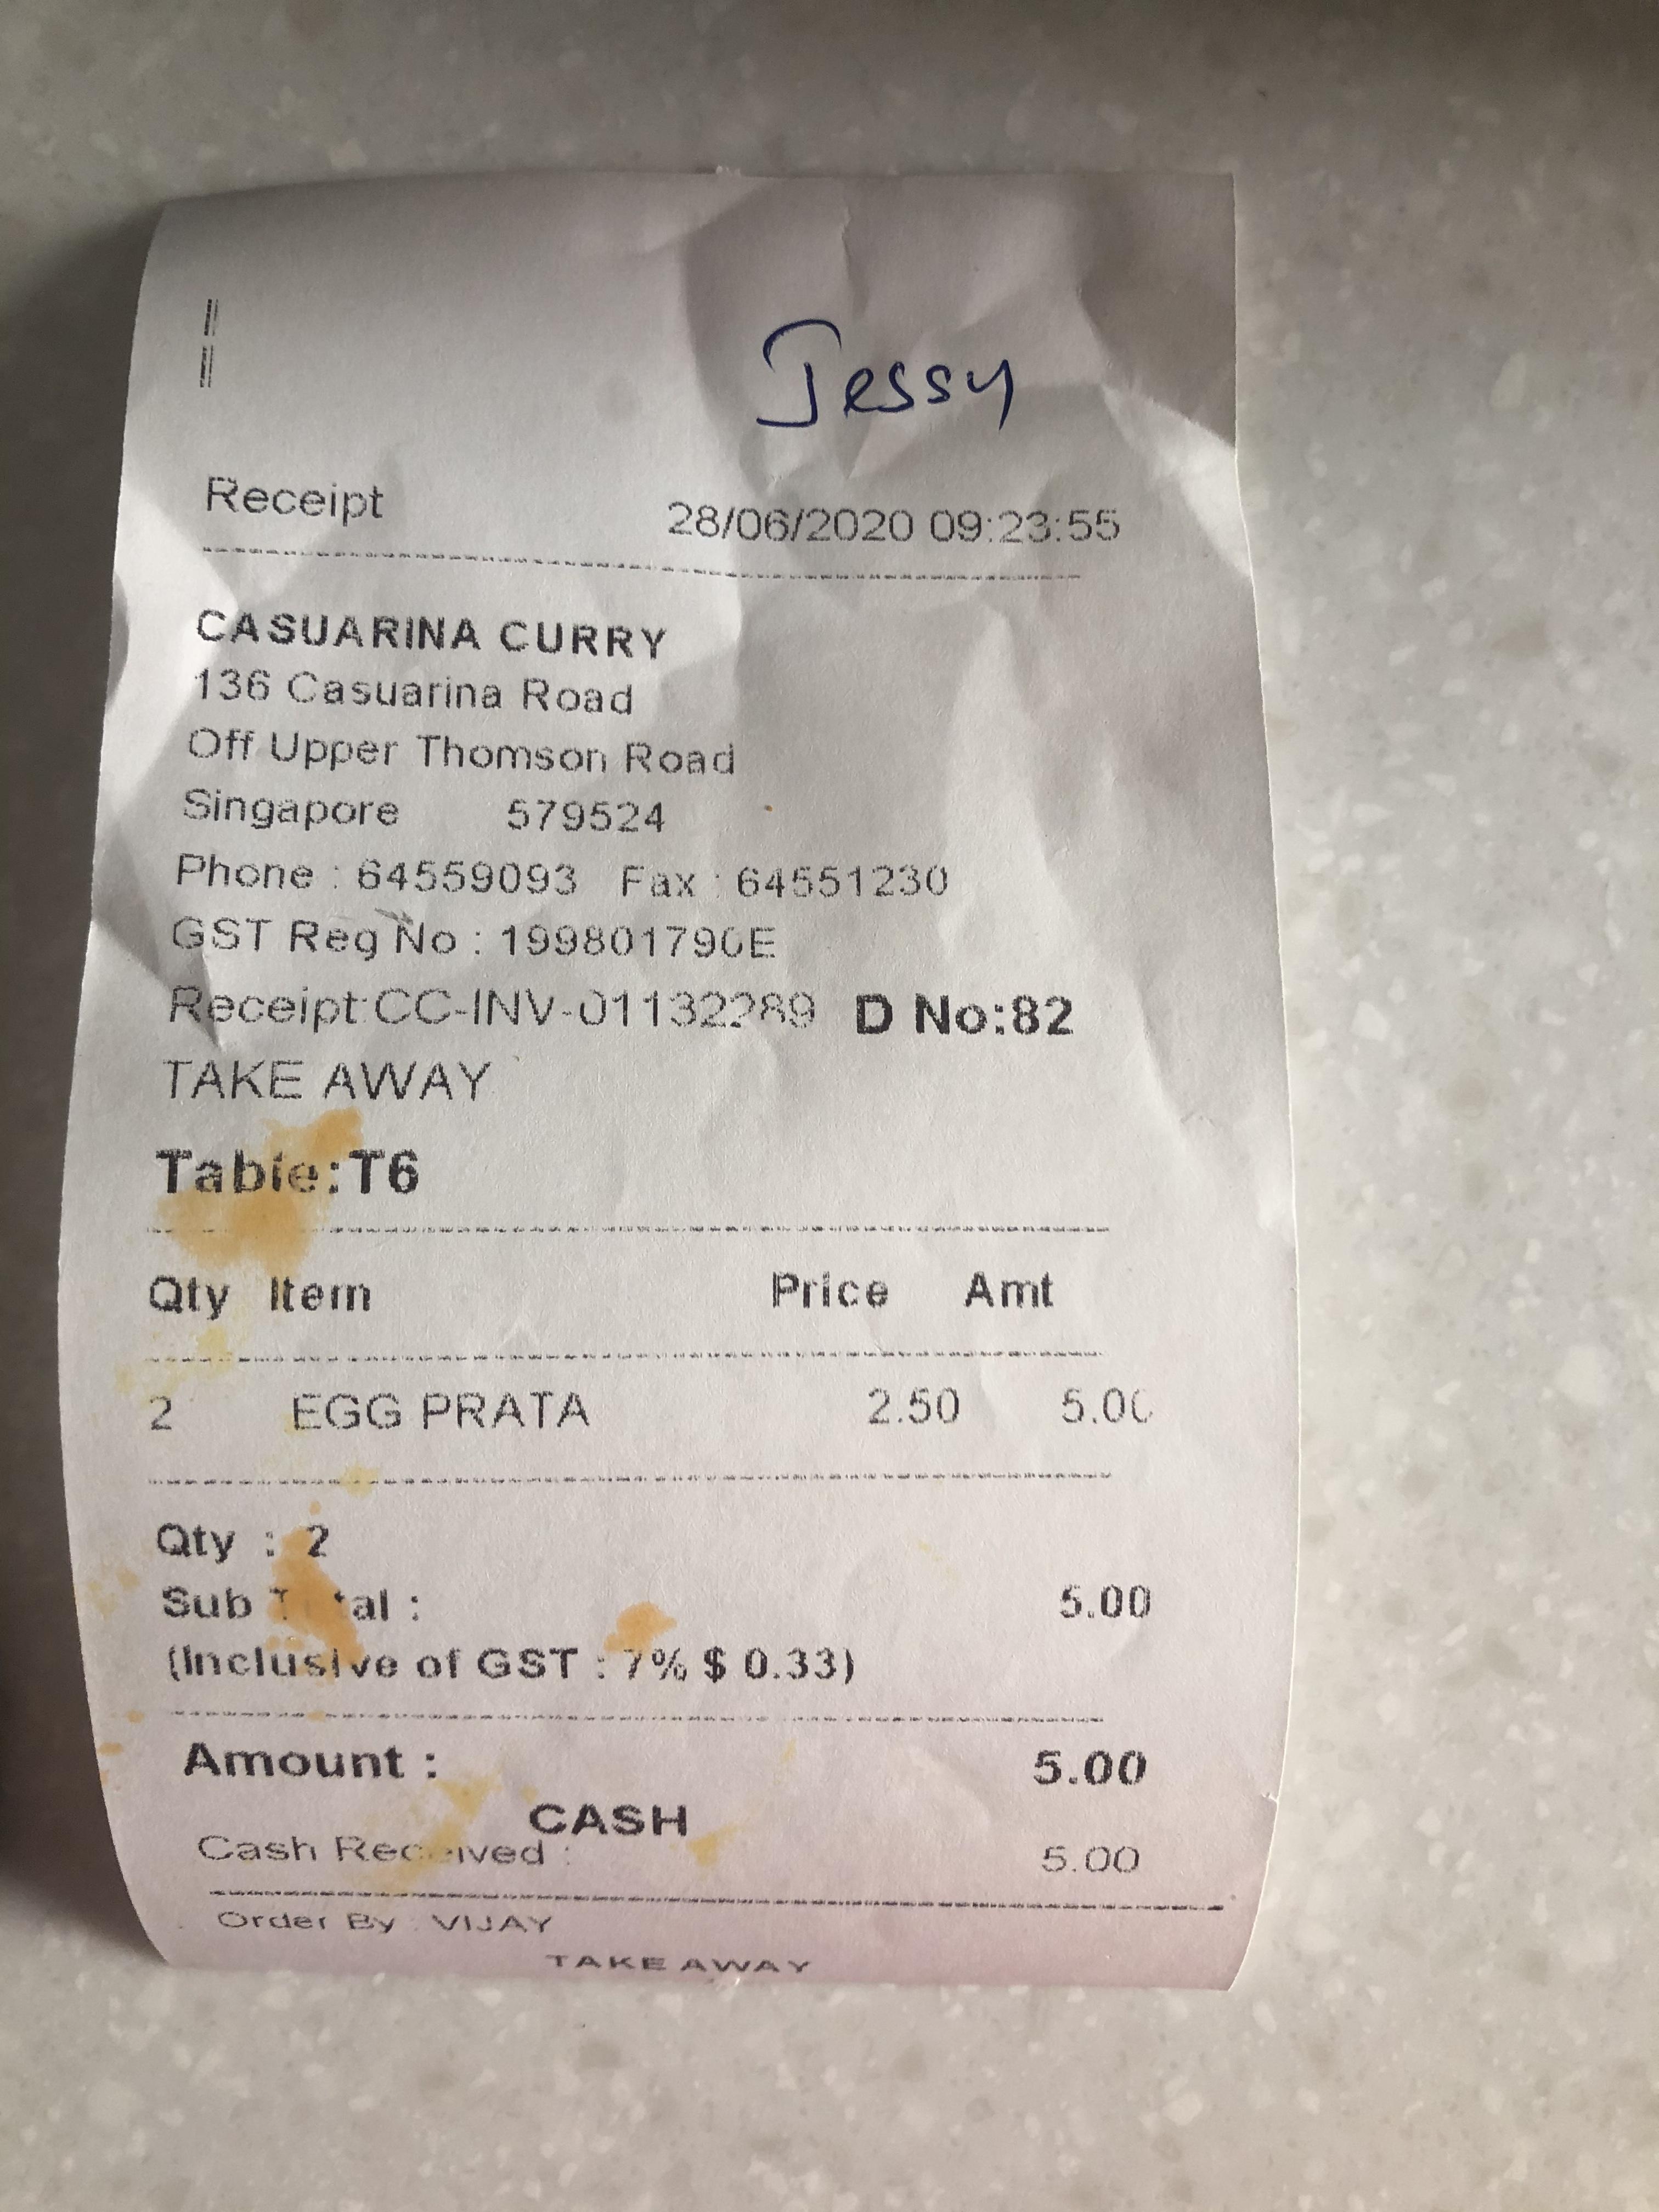 Jessy
Receipt 28/06/2020 09:23:55
CASUARINA CURRY
136 Casuarina Road
Off Upper Thomson Road
Singapore 579524
Phone : 64559093 Fax : 64551230
GST Reg No : 199801790E
Receipt:CC-INV-01132289 D No:82
TAKE AWAY
Table:T6
Qty Item Price Amt
2 EGG PRATA 2.50 5.00
Qty : 2
Sub Total : 5.00
(Inclusive of GST : 7% $ 0.33)
Amount : 5.00
CASH
Cash Received : 5.00
Order By : VIJAY
TAKE AWAY